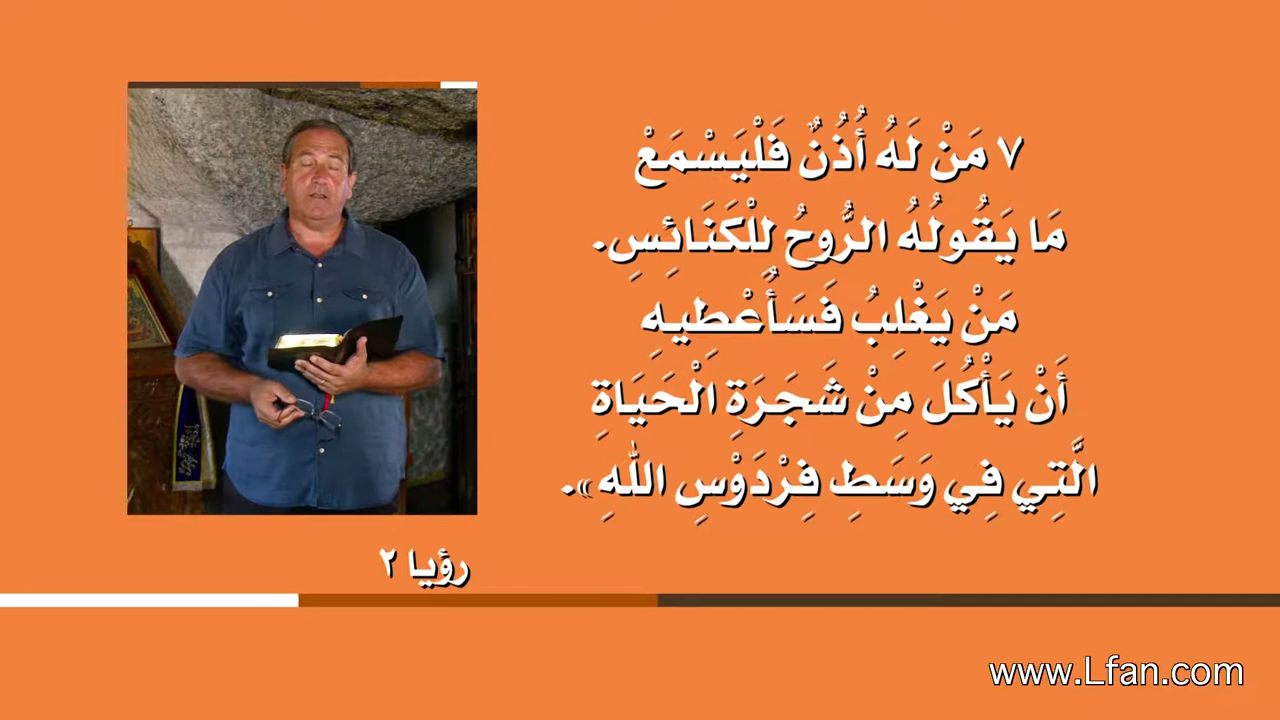 ٧ مَنْ لَهُ أُذُنٌ فَلْيَسْمَعْ
مَا يَقُولُهُ الرُّوحُ لِلْكَنَائِسِ.
مَنْ يَغْلِبُ فَسَأُعْطِيهِ
أَنْ يَأْكُلَ مِنْ شَجَرَةِ الْحَيَاةِ
الَّتِي فِي وَسَطِ فِرْدَوْسِ اللهِ».
رؤيا ٢
www.Lfan.com